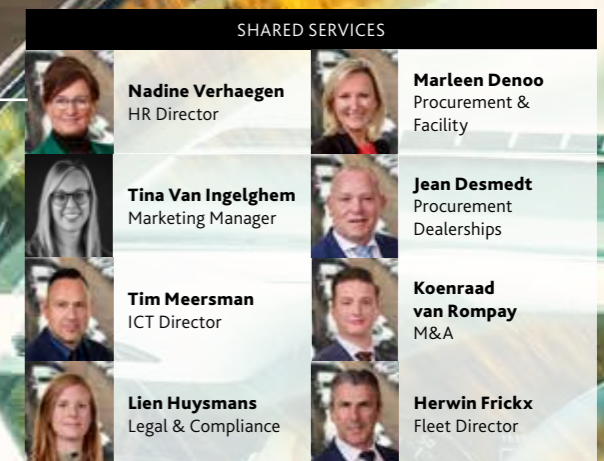 SHARED SERVICES
Nadine Verhaegen
HR Director
Marleen Denoo
Procurement &
Facility
Tina Van Ingelghem
Marketing Manager
Jean Desmedt
Procurement
Dealerships
Tim Meersman
ICT Director
Koenraad
van Rompay
M&A
Lien Huysmans
Legal & Compliance
Herwin Frickx
Fleet Director